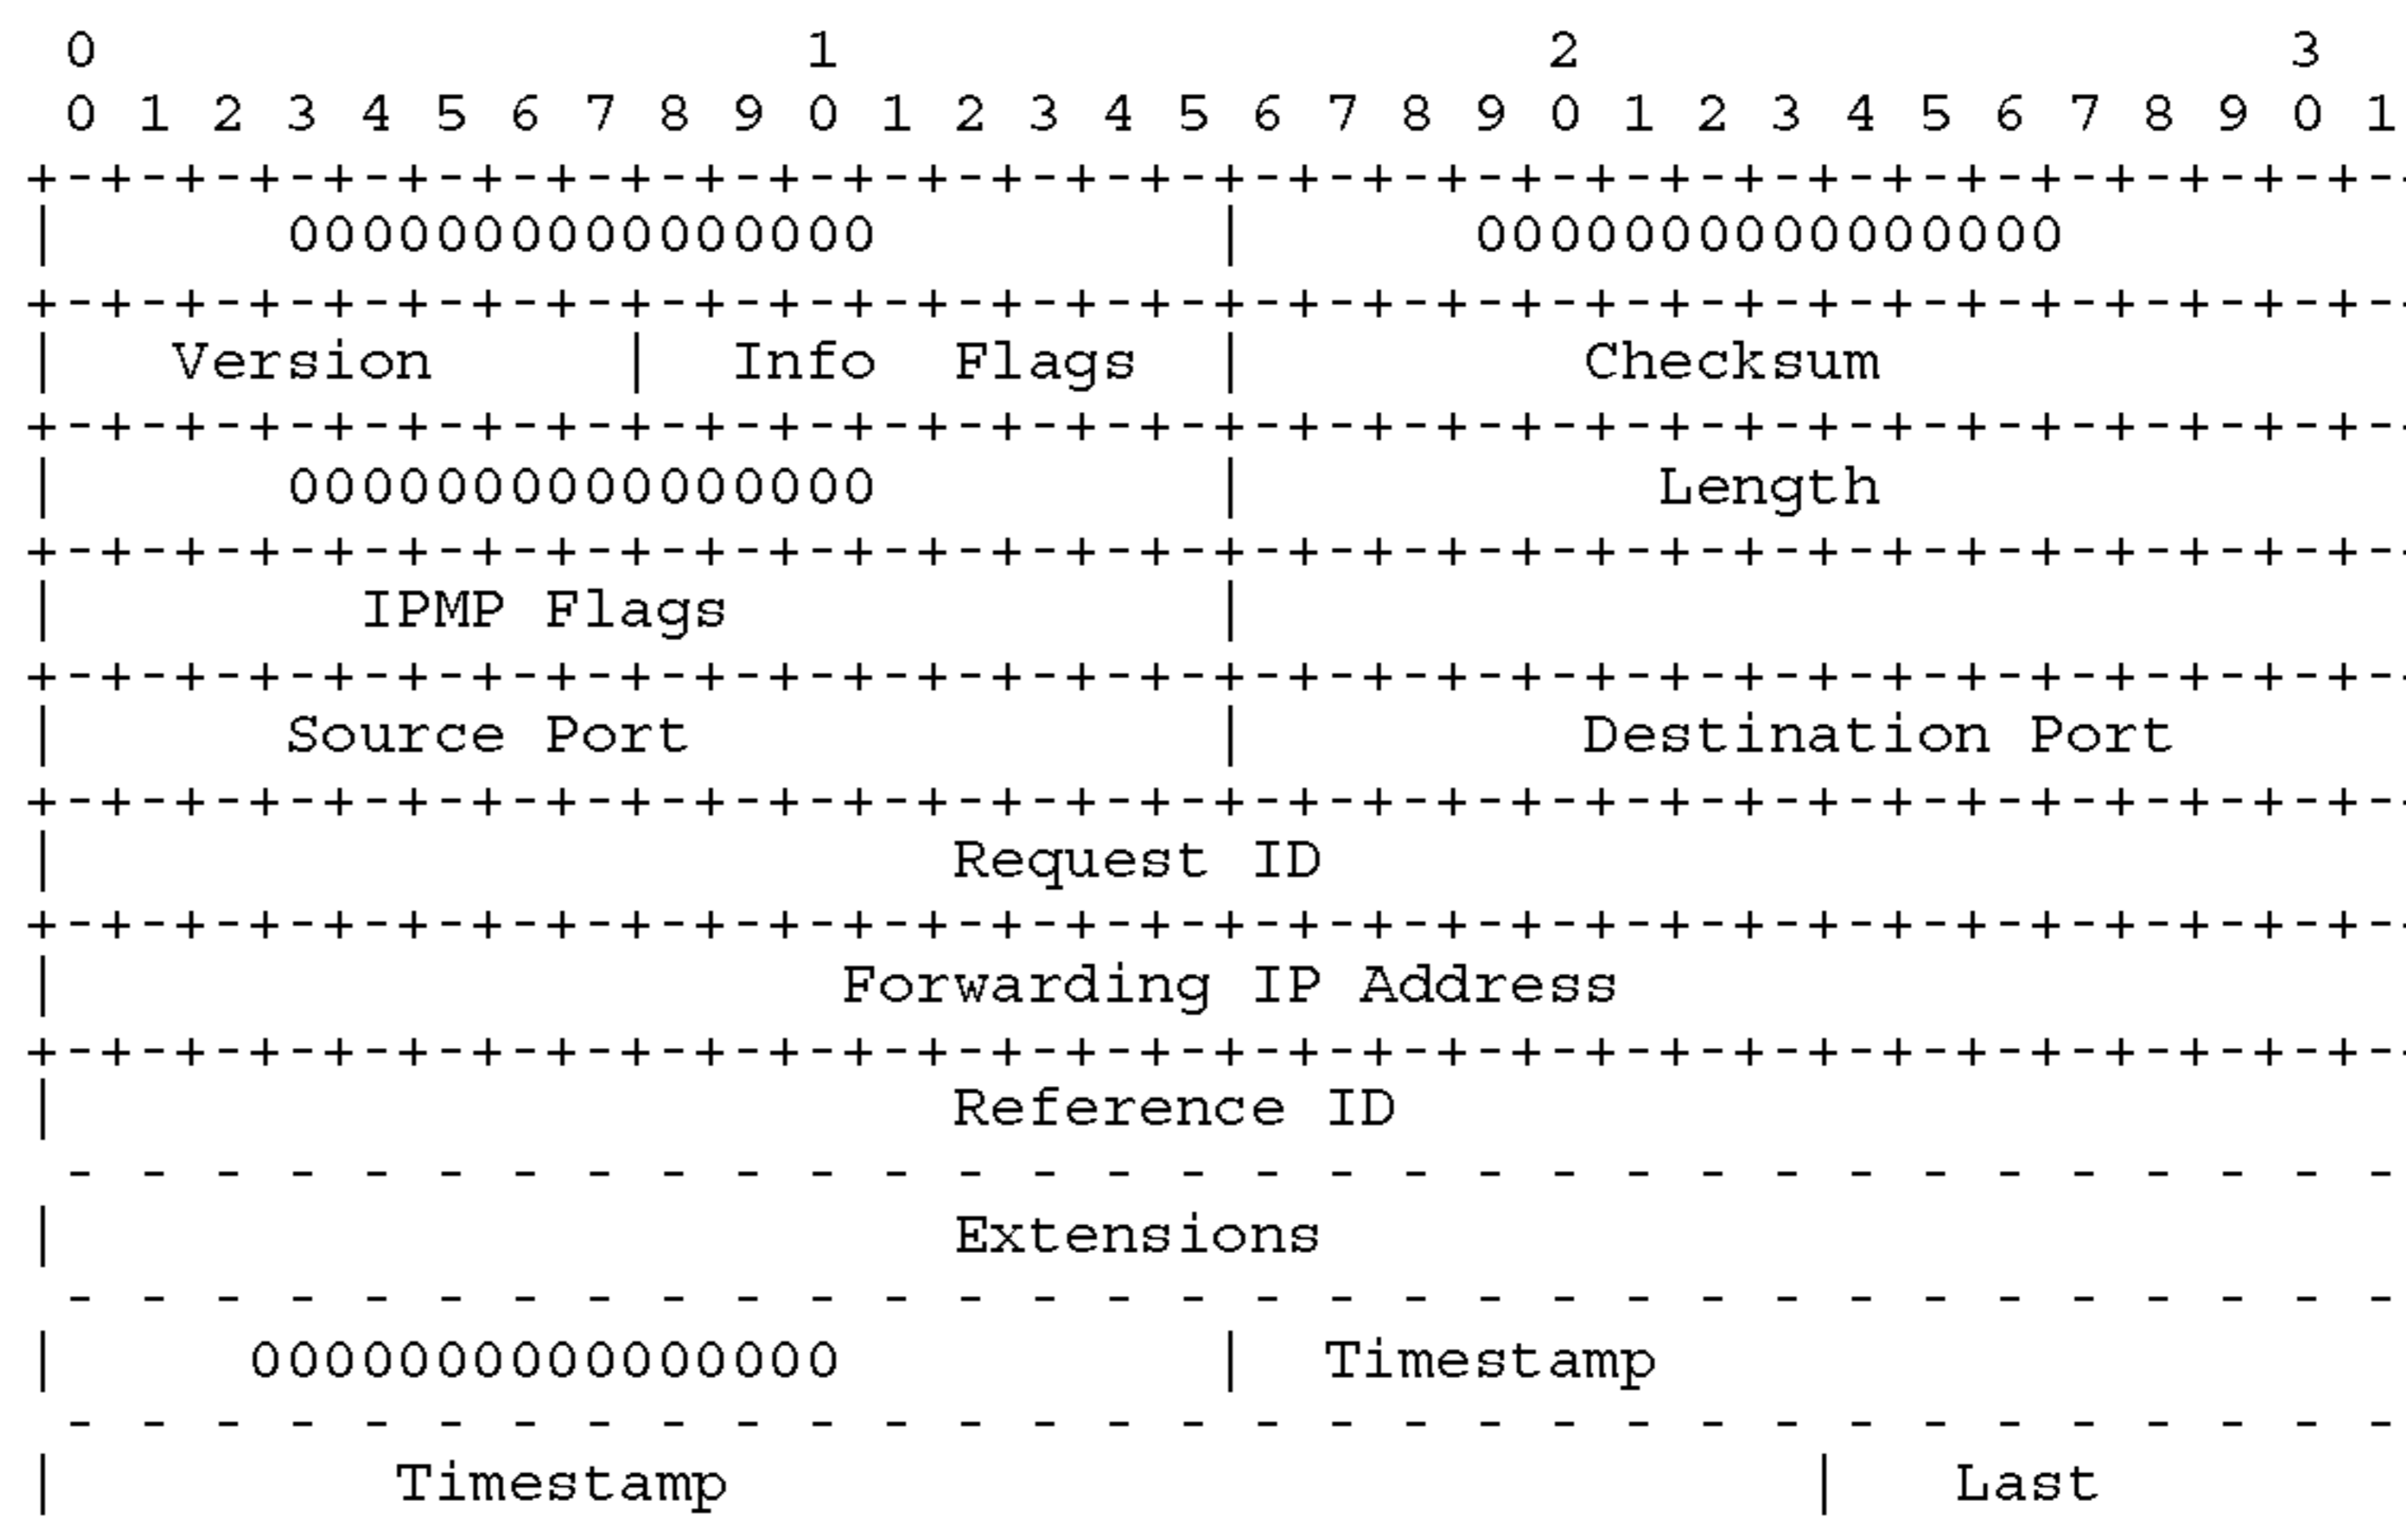 0                   1                   2                   3
0 1 2 3 4 5 6 7 8 9 0 1 2 3 4 5 6 7 8 9 0 1 2 3 4 5 6 7 8 9 0 1
+-+-+-+-+-+-+-+-+-+-+-+-+-+-+-+-+-+-+-+-+-+-+-+-+-+-+-+-+-+-+-+-
|      0000000000000000         |      0000000000000000
+-+-+-+-+-+-+-+-+-+-+-+-+-+-+-+-+-+-+-+-+-+-+-+-+-+-+-+-+-+-+-+-
|   Version     |  Info  Flags  |         Checksum
+-+-+-+-+-+-+-+-+-+-+-+-+-+-+-+-+-+-+-+-+-+-+-+-+-+-+-+-+-+-+-+-
|      0000000000000000         |           Length
+-+-+-+-+-+-+-+-+-+-+-+-+-+-+-+-+-+-+-+-+-+-+-+-+-+-+-+-+-+-+-+-
|        IPMP Flags             |
+-+-+-+-+-+-+-+-+-+-+-+-+-+-+-+-+-+-+-+-+-+-+-+-+-+-+-+-+-+-+-+-
|      Source Port              |         Destination Port
+-+-+-+-+-+-+-+-+-+-+-+-+-+-+-+-+-+-+-+-+-+-+-+-+-+-+-+-+-+-+-+-
|                        Request ID
+-+-+-+-+-+-+-+-+-+-+-+-+-+-+-+-+-+-+-+-+-+-+-+-+-+-+-+-+-+-+-+-
|                     Forwarding IP Address
+-+-+-+-+-+-+-+-+-+-+-+-+-+-+-+-+-+-+-+-+-+-+-+-+-+-+-+-+-+-+-+-
|                        Reference ID
 - - - - - - - - - - - - - - - - - - - - - - - - - - - - - - - -
|                        Extensions
 - - - - - - - - - - - - - - - - - - - - - - - - - - - - - - - -
|     0000000000000000          |  Timestamp
 - - - - - - - - - - - - - - - - - - - - - - - - - - - - - - - -
|         Timestamp                             |   Last